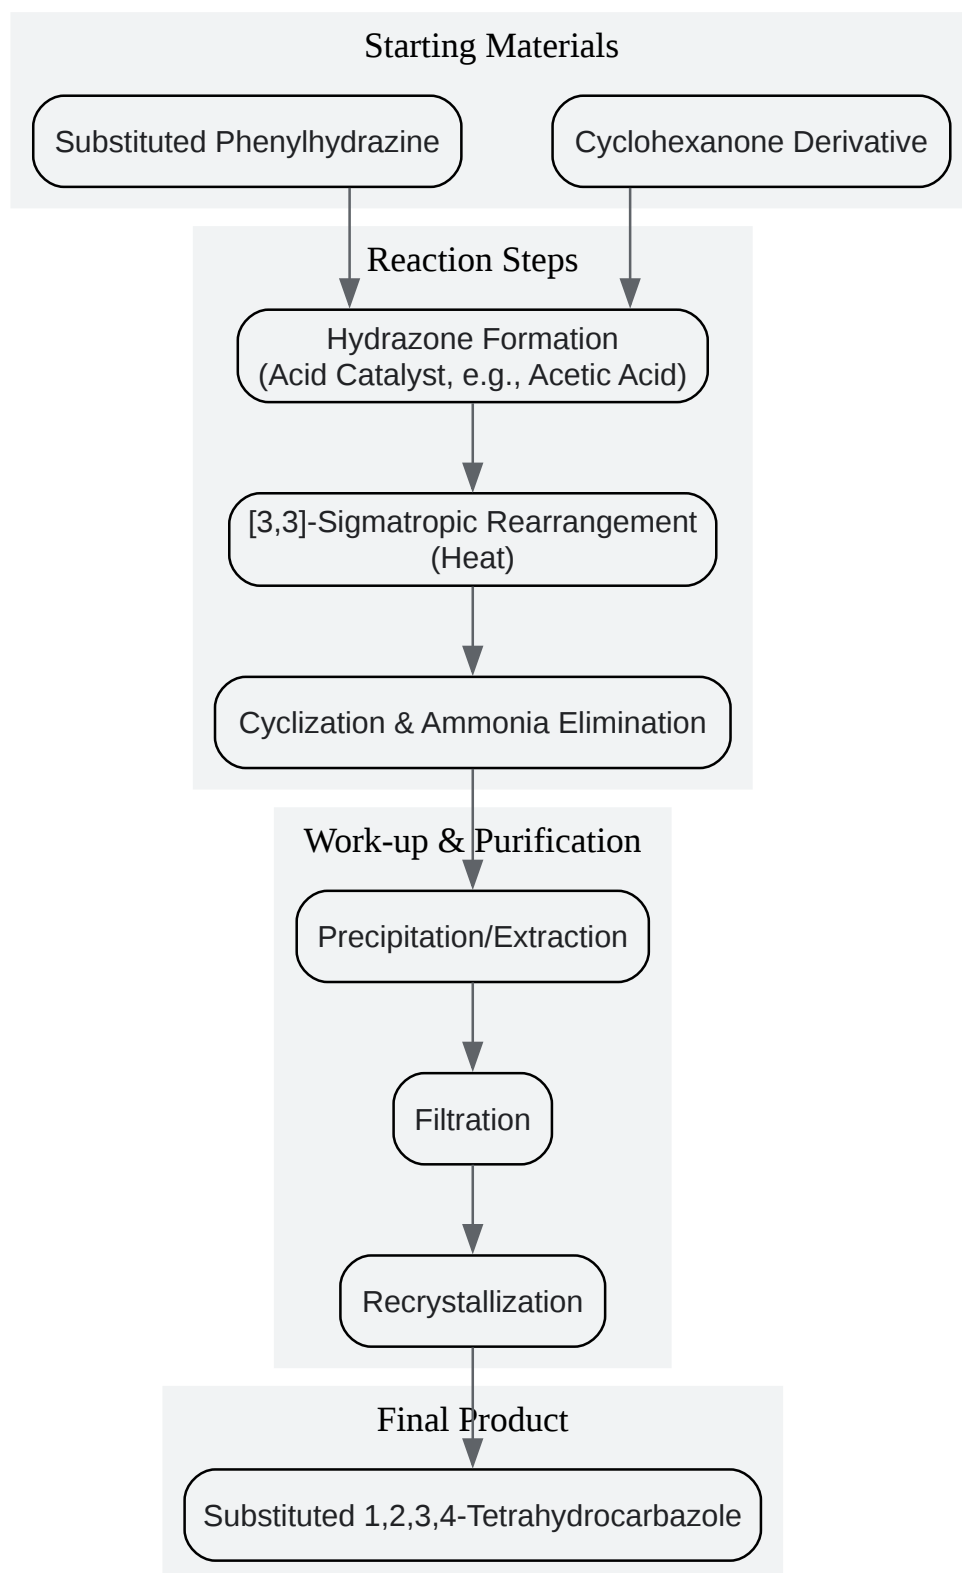 Starting Materials
Substituted Phenylhydrazine
Cyclohexanone Derivative
Reaction Steps
Hydrazone Formation
(Acid Catalyst, e.g., Acetic Acid)
[3,3]-Sigmatropic Rearrangement
(Heat)
Cyclization & Ammonia Elimination
Work-up & Purification
Precipitation/Extraction
Filtration
Recrystallization
Final Product
Substituted 1,2,3,4-Tetrahydrocarbazole